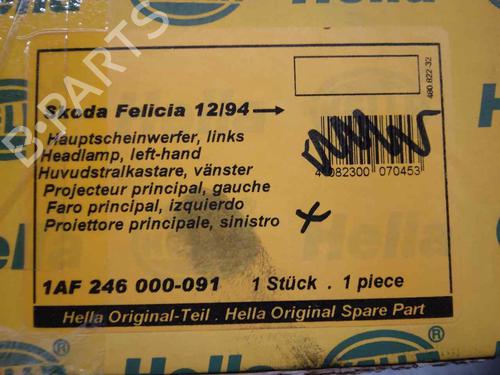 Hella
480.822-32
Skoda Felicia 12/94
Hauptscheinwerfer, links
Headlamp, left-hand
Huvudstralkastare, vänster
Projecteur principal, gauche
Faro principal, izquierdo
Proiettore principale, sinistro
4 082300 070453
x
1AF 246 000-091 1 Stück . 1 piece
Hella Original-Teil . Hella Original Spare Part
Hella
Hella
B-PARTS